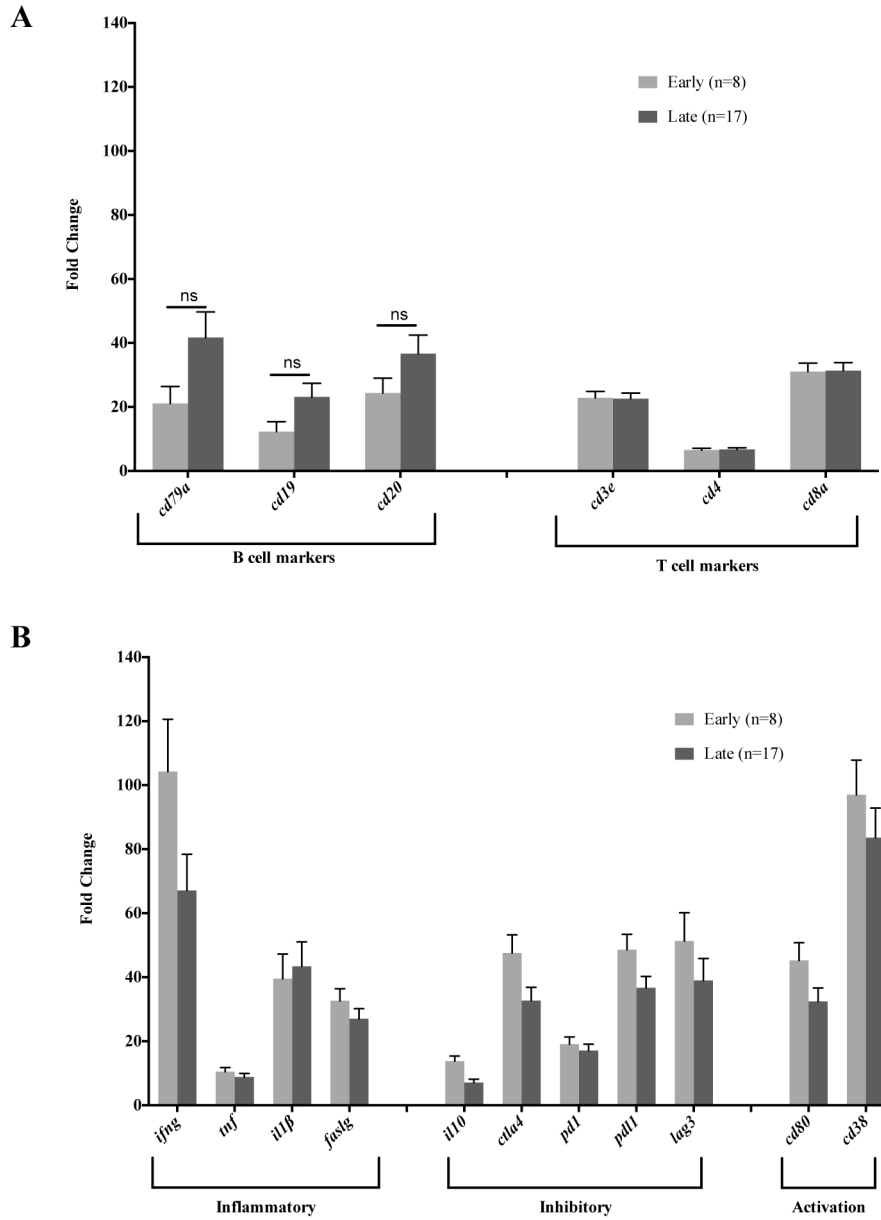 A
140
120
100
80
60
40
20
0
Fold Change
Early (n=8)
Late (n=17)
ns
ns
ns
cd79a
cd19
cd20
cd3e
cd4
cd8a
B cell markers
T cell markers
B
140
120
100
80
60
40
20
0
Fold Change
Early (n=8)
Late (n=17)
ifng
tnf
il1β
faslg
il10
ctla4
pd1
pdl1
lag3
cd80
cd38
Inflammatory
Inhibitory
Activation